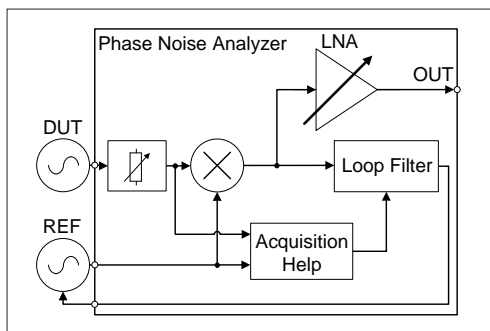 Phase Noise Analyzer
LNA
OUT
DUT
Loop Filter
REF
Acquisition
Help